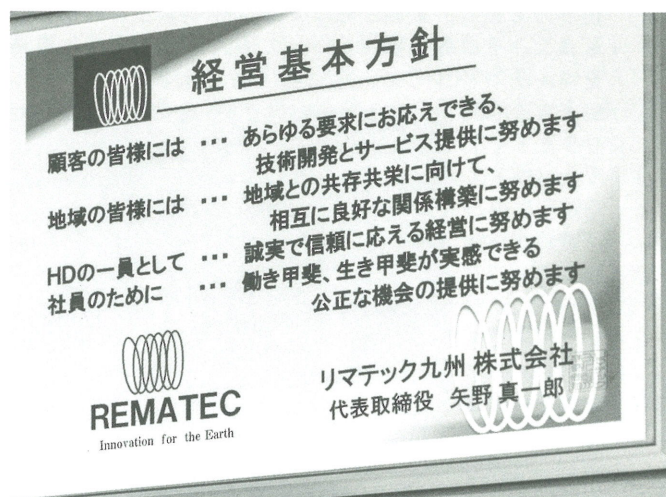 経営基本方針
顧客の皆様には ･･･ あらゆる要求にお応えできる、
技術開発とサービス提供に努めます
地域の皆様には ･･･ 地域との共存共栄に向けて、
相互に良好な関係構築に努めます
HDの一員として ･･･ 誠実で信頼に応える経営に努めます
社員のために ･･･ 働き甲斐、生き甲斐が実感できる
公正な機会の提供に努めます
REMATEC
Innovation for the Earth
リマテック九州 株式会社
代表取締役 矢野 真一郎